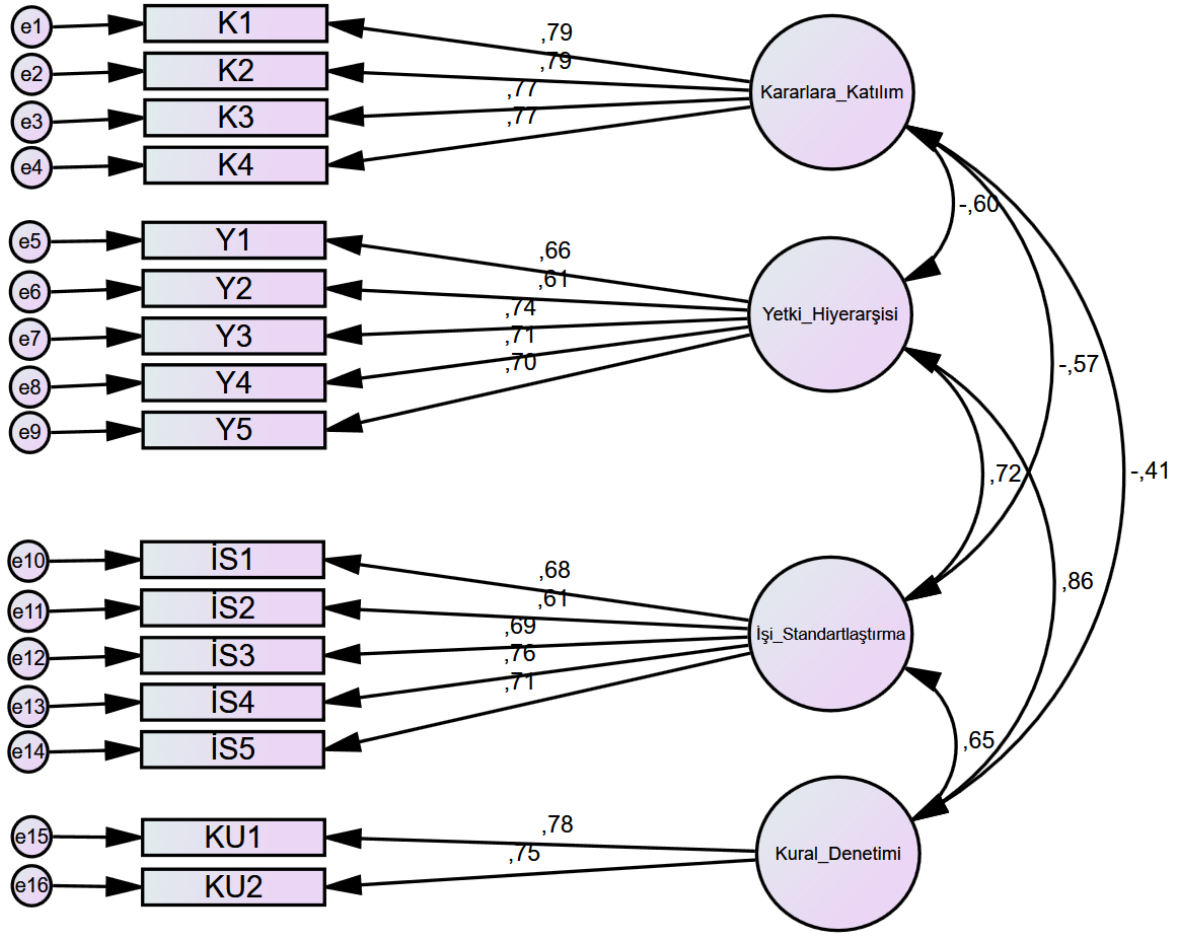 e1
K1
,79
e2
K2
,79
e3
K3
,77
e4
K4
,77
Kararlara_Katılım
-,60
e5
Y1
,66
e6
Y2
,61
e7
Y3
,74
e8
Y4
,71
e9
Y5
,70
Yetki_Hiyerarşisi
-,57
,72
-,41
e10
İS1
,68
e11
İS2
,61
e12
İS3
,69
e13
İS4
,76
e14
İS5
,71
İşi_Standartlaştırma
,86
,65
e15
KU1
,78
e16
KU2
,75
Kural_Denetimi